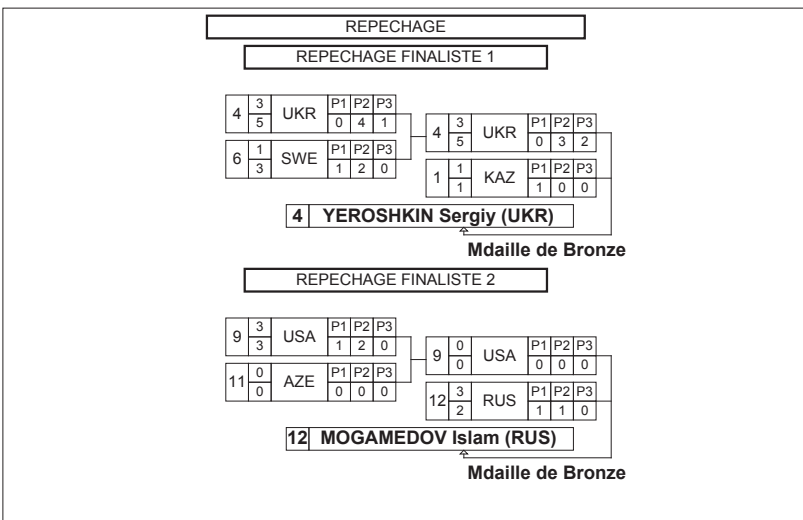 REPECHAGE
REPECHAGE FINALISTE 1
4 3 5 UKR P1 P2 P3 0 4 1
6 1 3 SWE P1 P2 P3 1 2 0
4 3 5 UKR P1 P2 P3 0 3 2
1 1 1 KAZ P1 P2 P3 1 0 0
4 YEROSHKIN Sergiy (UKR)
Mdaille de Bronze
REPECHAGE FINALISTE 2
9 3 3 USA P1 P2 P3 1 2 0
11 0 0 AZE P1 P2 P3 0 0 0
9 0 0 USA P1 P2 P3 0 0 0
12 3 2 RUS P1 P2 P3 1 1 0
12 MOGAMEDOV Islam (RUS)
Mdaille de Bronze